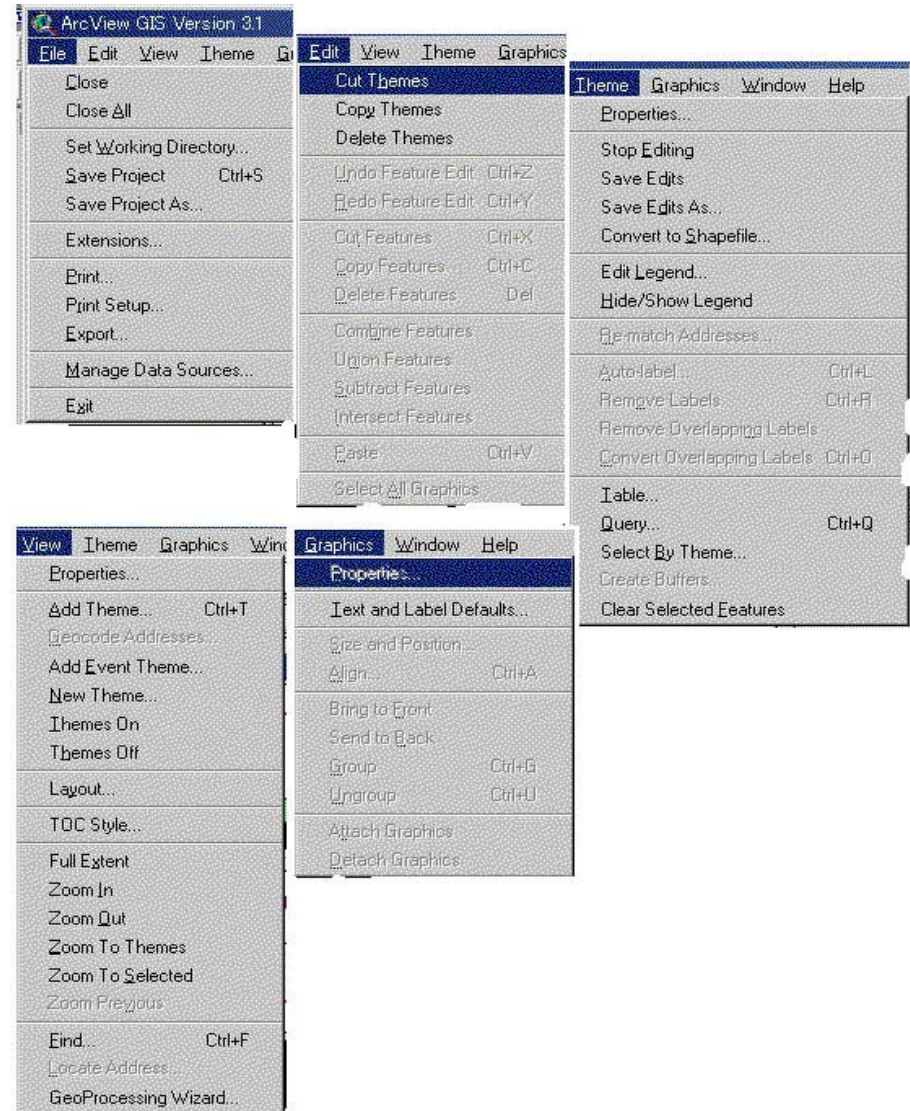 ArcView GIS Version 3.1
File Edit View Theme
Close
Close All
Set Working Directory...
Save Project Ctrl+S
Save Project As...
Extensions...
Print...
Print Setup...
Export...
Manage Data Sources...
Exit
Edit View Theme Graphics
Cut Themes
Copy Themes
Delete Themes
Undo Feature Edit Ctrl+Z
Redo Feature Edit Ctrl+Y
Cut Features Ctrl+X
Copy Features Ctrl+C
Delete Features Del
Combine Features
Union Features
Subtract Features
Intersect Features
Paste Ctrl+V
Select All Graphics
Theme Graphics Window Help
Properties...
Stop Editing
Save Edits
Save Edits As...
Convert to Shapefile...
Edit Legend...
Hide/Show Legend
Re-match Addresses...
Auto-label... Ctrl+L
Remove Labels Ctrl+R
Remove Overlapping Labels
Convert Overlapping Labels Ctrl+O
Table...
Query... Ctrl+Q
Select By Theme...
Create Buffers...
Clear Selected Features
View Theme Graphics
Properties...
Add Theme... Ctrl+T
Geocode Addresses...
Add Event Theme...
New Theme...
Themes On
Themes Off
Layout...
TOC Style...
Full Extent
Zoom In
Zoom Out
Zoom To Themes
Zoom To Selected
Zoom Previous
Find... Ctrl+F
Locate Address...
GeoProcessing Wizard...
Graphics Window Help
Properties...
Text and Label Defaults...
Size and Position...
Align... Ctrl+A
Bring to Front
Send to Back
Group Ctrl+G
Ungroup Ctrl+U
Attach Graphics
Detach Graphics